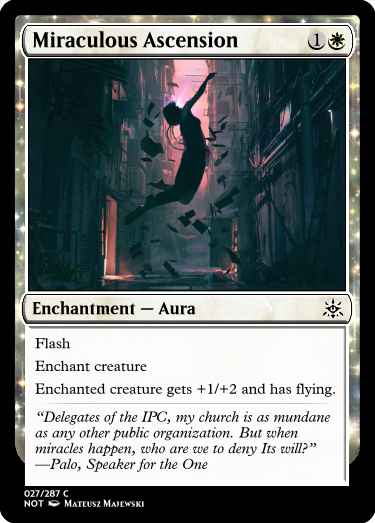 Miraculous Ascension 1
Enchantment — Aura
Flash
Enchant creature
Enchanted creature gets +1/+2 and has flying.
“Delegates of the IPC, my church is as mundane
as any other public organization. But when
miracles happen, who are we to deny Its will?”
—Palo, Speaker for the One
027/287 C
NOT Mateusz Majewski